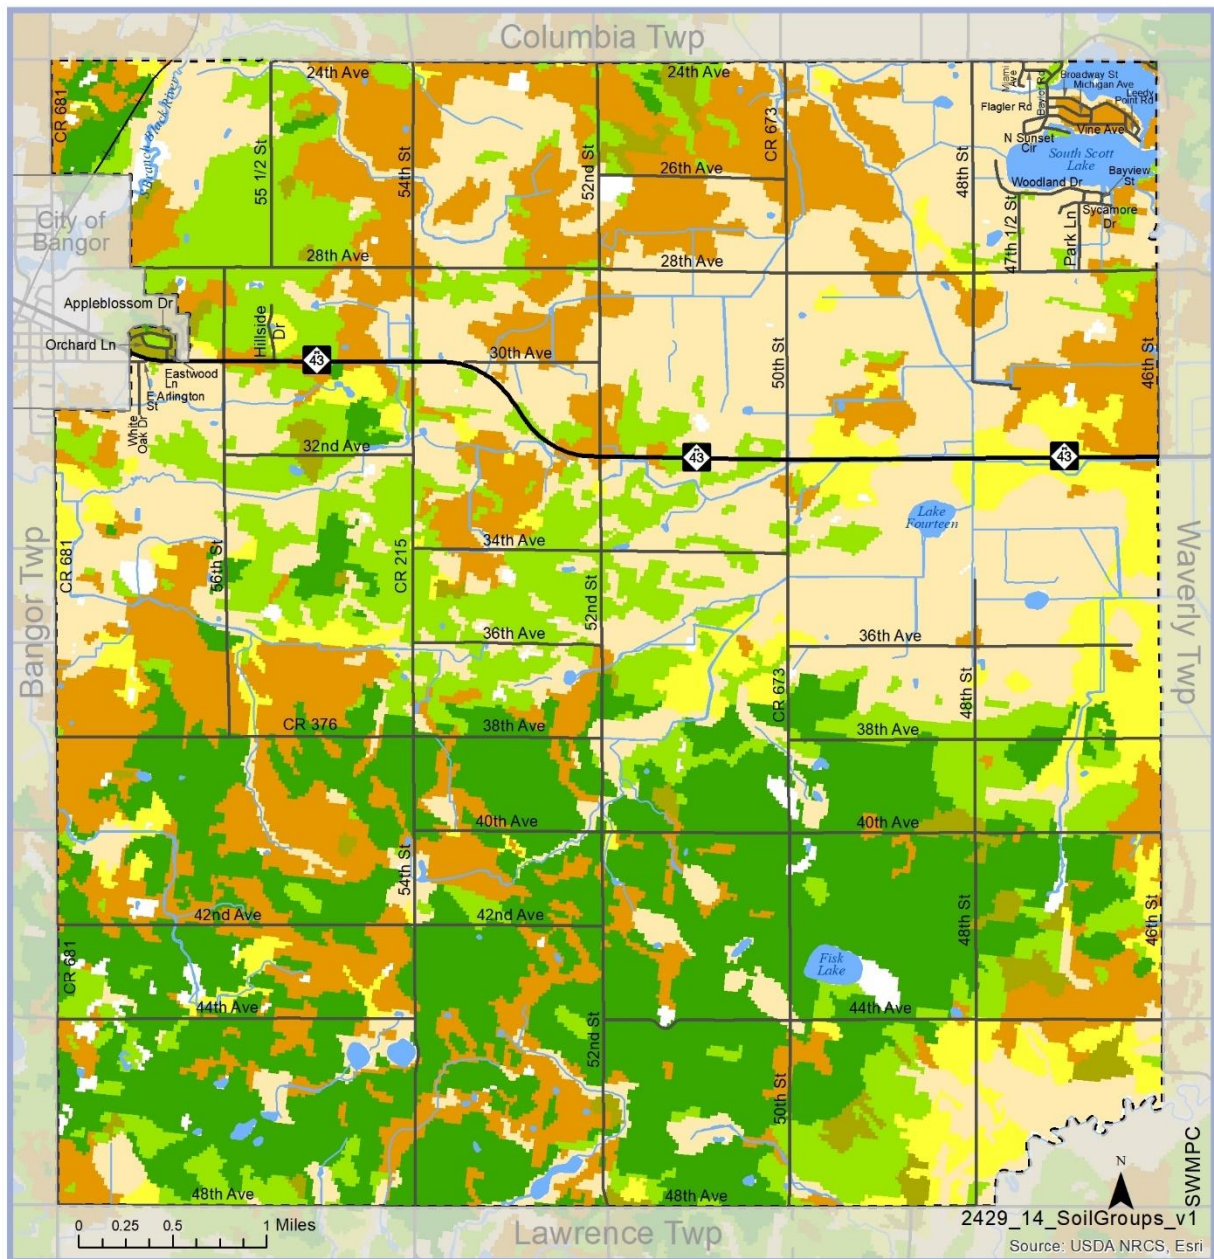 Columbia Twp
24th Ave
24th Ave
CR 681
S Branch Black River
55 1/2 St
54th St
52nd St
CR 673
26th Ave
48th St
Miami
Ave
Baylor Rd
Broadway St
Michigan Ave
Leedy
Point Rd
Flagler Rd
Vine Ave
N Sunset
Cir
South Scott
Lake
Woodland Dr
Bayview
St
Sycamore
Dr
47th 1/2 St
Park Ln
City of
Bangor
28th Ave
28th Ave
Appleblossom Dr
Orchard Ln
Hillside
Dr
43
30th Ave
50th St
46th St
Eastwood
Ln
Arlington
St
White
Oak Dr
32nd Ave
43
43
Lake
Fourteen
34th Ave
Bangor Twp
CR 681
56th St
CR 215
52nd St
Waverly Twp
36th Ave
36th Ave
CR 673
48th St
CR 376
38th Ave
38th Ave
40th Ave
40th Ave
54th St
42nd Ave
42nd Ave
48th St
46th St
CR 681
Fisk
Lake
44th Ave
44th Ave
52nd St
50th St
48th Ave
48th Ave
N
SWMPC
0 0.25 0.5 1 Miles
Lawrence Twp
2429_14_SoilGroups_v1
Source: USDA NRCS, Esri